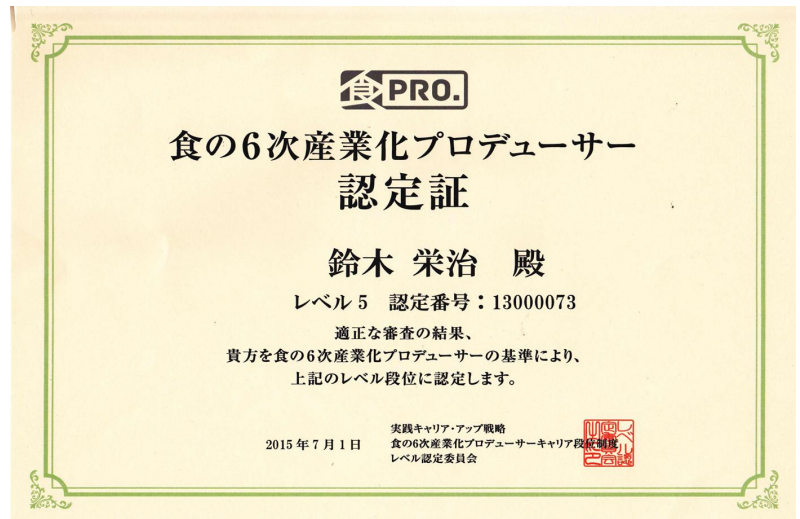 食PRO.
食の6次産業化プロデューサー
認定証
鈴木 栄治 殿
レベル5 認定番号：13000073
適正な審査の結果、
貴方を食の6次産業化プロデューサーの基準により、
上記のレベル段位に認定します。
2015年7月1日
実践キャリア・アップ戦略
食の6次産業化プロデューサーキャリア段位制度
レベル認定委員会